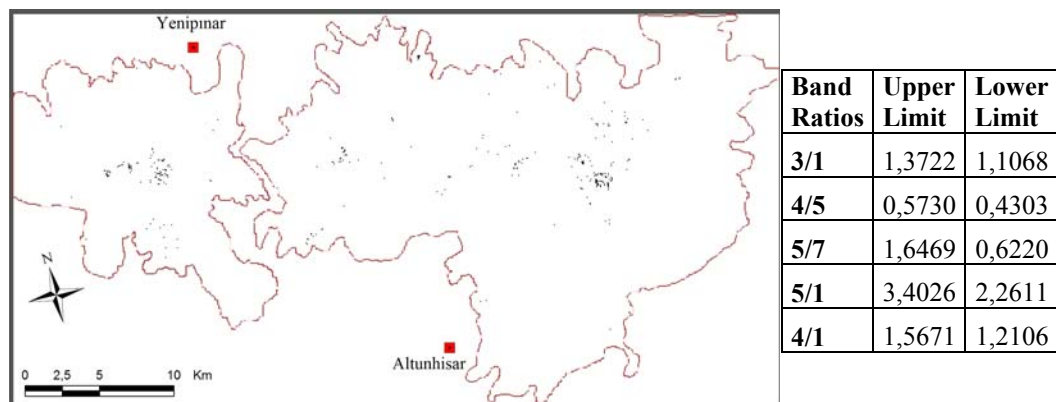 Yenipınar
N
Altunhisar
0 2,5 5 10 Km
Band Ratios Upper Limit Lower Limit
3/1 1,3722 1,1068
4/5 0,5730 0,4303
5/7 1,6469 0,6220
5/1 3,4026 2,2611
4/1 1,5671 1,2106